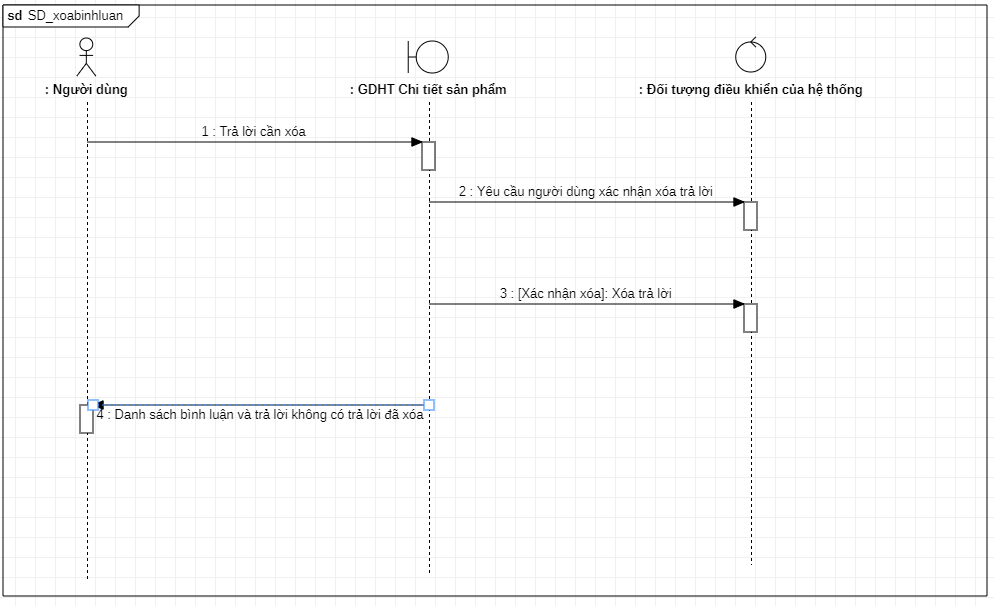 sd SD_xoabinhluan
: Người dùng
: GDHT Chi tiết sản phẩm
: Đối tượng điều khiển của hệ thống
1 : Trả lời cần xóa
2 : Yêu cầu người dùng xác nhận xóa trả lời
3 : [Xác nhận xóa]: Xóa trả lời
4 : Danh sách bình luận và trả lời không có trả lời đã xóa